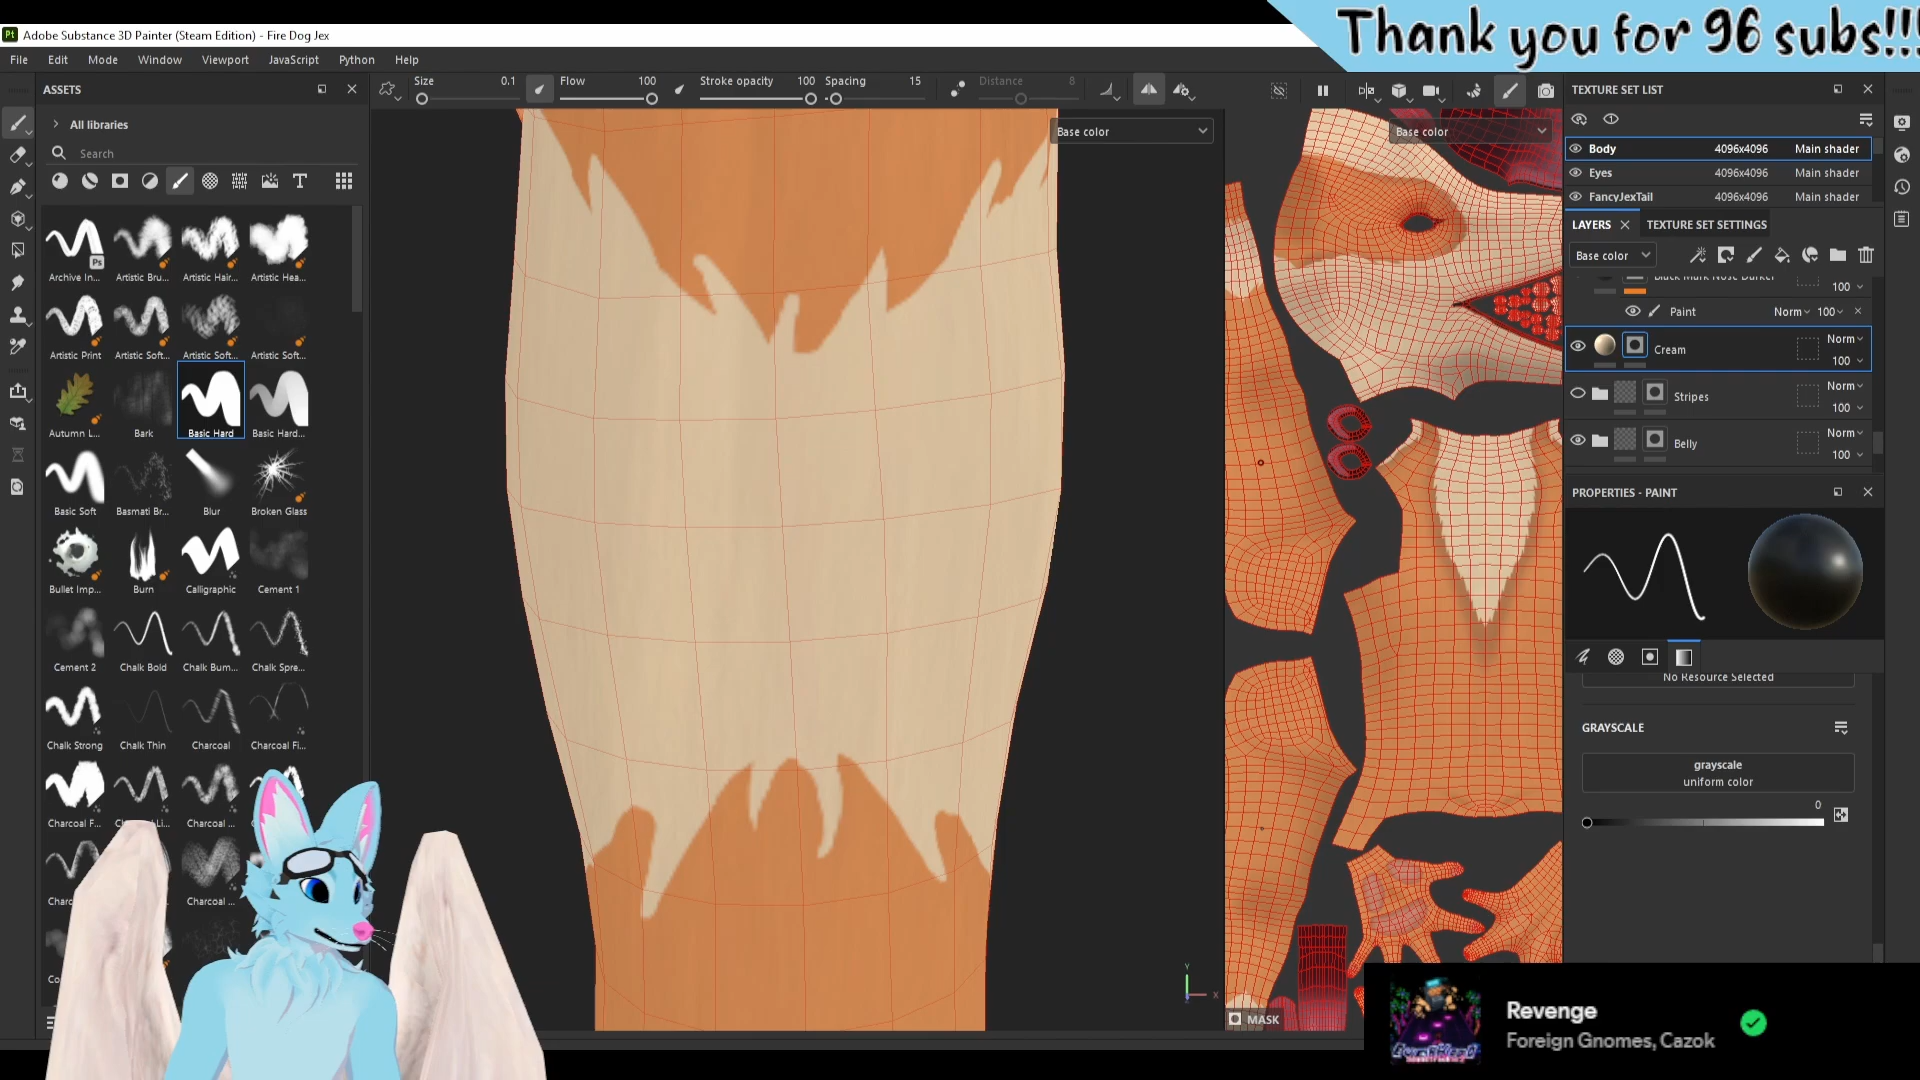 Thank you for 96 subs!!!
Adobe Substance 3D Painter (Steam Edition) - Fire Dog Jex
File Edit Mode Window Viewport JavaScript Python Help
ASSETS
Size 0.1 Flow 100 Stroke opacity 100 Spacing 15 Distance 8
All libraries
Search
Archive In... Artistic Bru... Artistic Hair... Artistic Hea...
Artistic Print Artistic Soft... Artistic Soft... Artistic Soft...
Autumn L... Bark Basic Hard Basic Hard...
Basic Soft Basmati Br... Blur Broken Glass
Bullet Imp... Burn Calligraphic Cement 1
Cement 2 Chalk Bold Chalk Bum... Chalk Spre...
Chalk Strong Chalk Thin Charcoal Charcoal Fi...
Charcoal F... Charcoal ...
Charcoal ...
Base color
Base color
Y
X
MASK
TEXTURE SET LIST
Body 4096x4096 Main shader
Eyes 4096x4096 Main shader
FancyJexTail 4096x4096 Main shader
LAYERS TEXTURE SET SETTINGS
Base color
Black Mark Nose Darker
100
Paint Norm 100
Cream Norm
100
Stripes Norm
100
Belly Norm
100
PROPERTIES - PAINT
No Resource Selected
GRAYSCALE
grayscale
uniform color
0
Revenge
Foreign Gnomes, Cazok